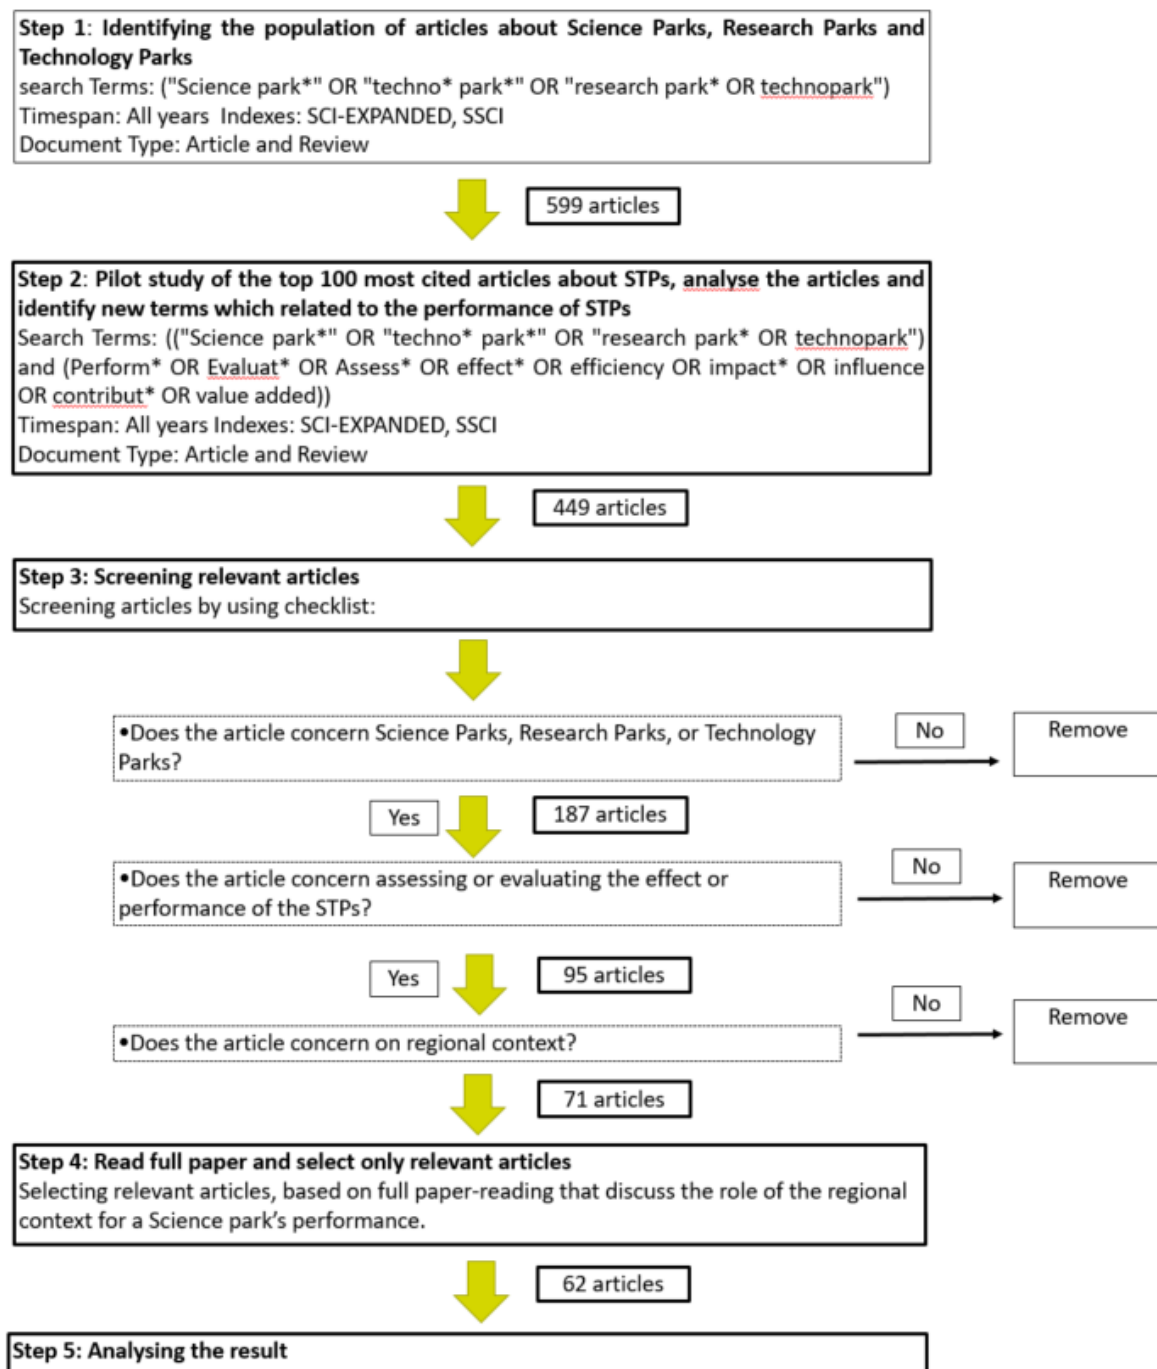 Step 1: Identifying the population of articles about Science Parks, Research Parks and
Technology Parks
search Terms: ("Science park*" OR "techno* park*" OR "research park* OR technopark")
Timespan: All years Indexes: SCI-EXPANDED, SSCI
Document Type: Article and Review
599 articles
Step 2: Pilot study of the top 100 most cited articles about STPs, analyse the articles and
identify new terms which related to the performance of STPs
Search Terms: (("Science park*" OR "techno* park*" OR "research park* OR technopark")
and (Perform* OR Evaluat* OR Assess* OR effect* OR efficiency OR impact* OR influence
OR contribut* OR value added))
Timespan: All years Indexes: SCI-EXPANDED, SSCI
Document Type: Article and Review
449 articles
Step 3: Screening relevant articles
Screening articles by using checklist:
•Does the article concern Science Parks, Research Parks, or Technology
Parks?
No
Remove
Yes
187 articles
•Does the article concern assessing or evaluating the effect or
performance of the STPs?
No
Remove
Yes
95 articles
•Does the article concern on regional context?
No
Remove
71 articles
Step 4: Read full paper and select only relevant articles
Selecting relevant articles, based on full paper-reading that discuss the role of the regional
context for a Science park's performance.
62 articles
Step 5: Analysing the result